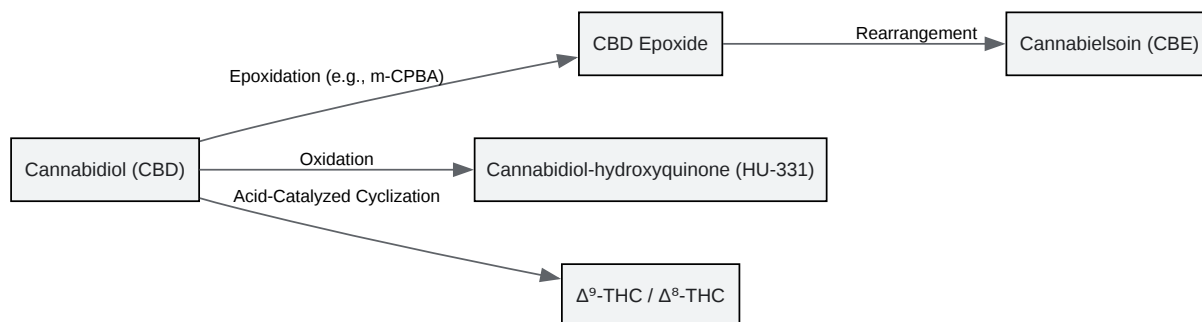 CBD Epoxide
Rearrangement
Cannabielsoin (CBE)
Epoxidation (e.g., m-CPBA)
Cannabidiol (CBD)
Oxidation
Cannabidiol-hydroxyquinone (HU-331)
Acid-Catalyzed Cyclization
Δ⁹-THC / Δ⁸-THC